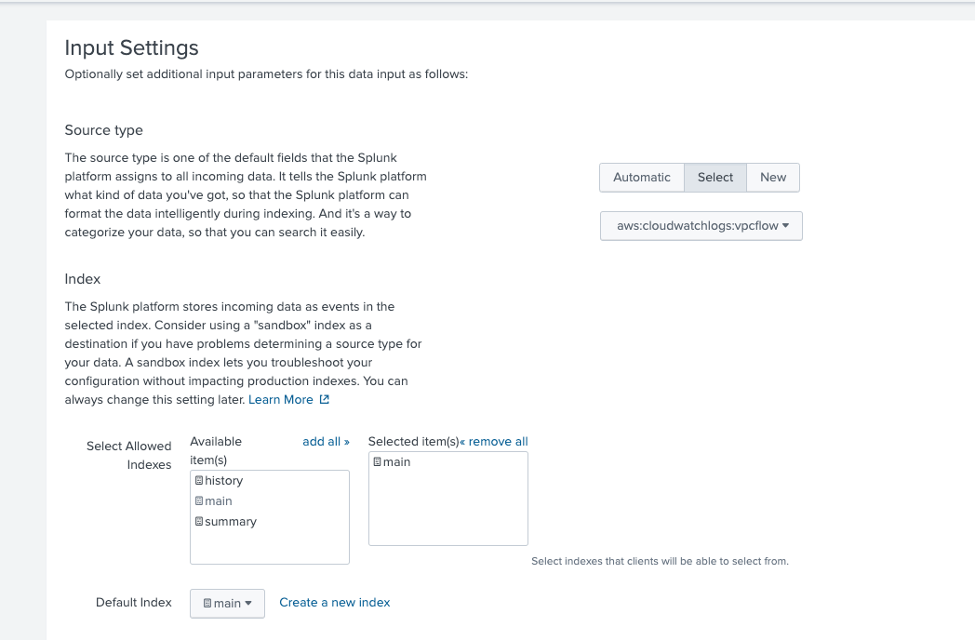 Input Settings
Optionally set additional input parameters for this data input as follows:
Source type
The source type is one of the default fields that the Splunk
platform assigns to all incoming data. It tells the Splunk platform
what kind of data you've got, so that the Splunk platform can
format the data intelligently during indexing. And it's a way to
categorize your data, so that you can search it easily.
Automatic Select New
aws:cloudwatchlogs:vpcflow
Index
The Splunk platform stores incoming data as events in the
selected index. Consider using a "sandbox" index as a
destination if you have problems determining a source type for
your data. A sandbox index lets you troubleshoot your
configuration without impacting production indexes. You can
always change this setting later. Learn More
Select Allowed
Indexes
Available
item(s)
add all »
history
main
summary
Selected item(s)« remove all
main
Select indexes that clients will be able to select from.
Default Index main Create a new index